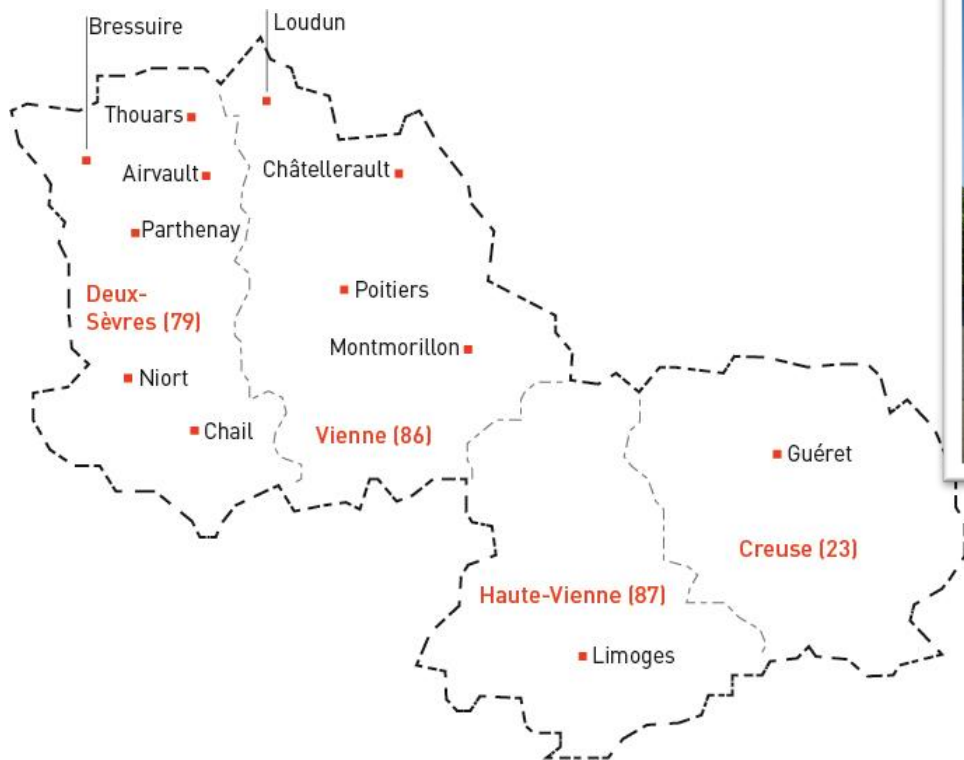 Bressuire
Loudun
Thouars
Châtellerault
Airvault
Parthenay
Poitiers
Deux-
Sèvres (79)
Montmorillon
Niort
Chail
Vienne (86)
Guéret
Creuse (23)
Haute-Vienne (87)
Limoges